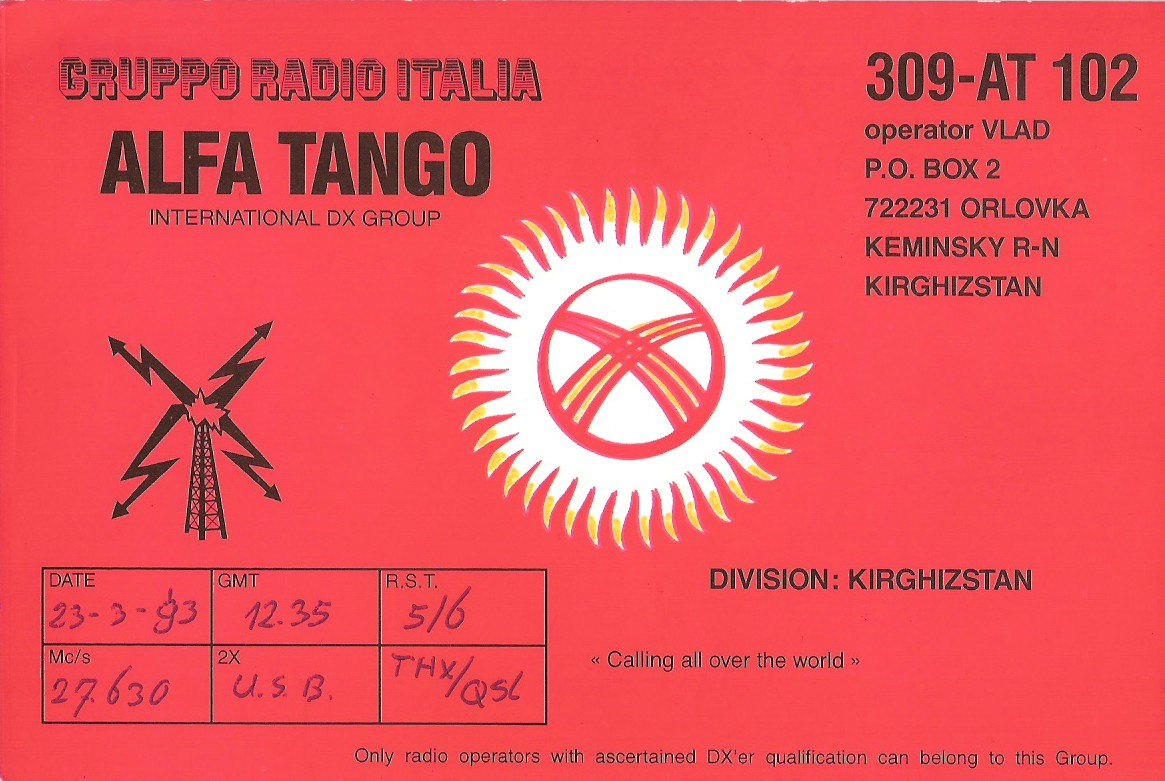 GRUPPO RADIO ITALIA
ALFA TANGO
INTERNATIONAL DX GROUP
309-AT 102
operator VLAD
P.O. BOX 2
722231 ORLOVKA
KEMINSKY R-N
KIRGHIZSTAN
DATE GMT R.S.T.
23-3-93 12.35 5/6
Mc/s 2X
27.630 U.S.B. THX/QSL
DIVISION: KIRGHIZSTAN
« Calling all over the world »
Only radio operators with ascertained DX'er qualification can belong to this Group.